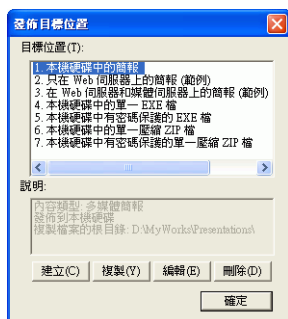 發佈目標位置
目標位置(T):
1. 本機硬碟中的簡報
2. 只在 Web 伺服器上的簡報 (範例)
3. 在 Web 伺服器和媒體伺服器上的簡報 (範例)
4. 本機硬碟中的單一 EXE 檔
5. 本機硬碟中有密碼保護的 EXE 檔
6. 本機硬碟中的單一壓縮 ZIP 檔
7. 本機硬碟中有密碼保護的單一壓縮 ZIP 檔
說明:
內容類型: 多媒體簡報
發佈到本機硬碟
複製檔案的根目錄: D:\MyWorks\Presentations\
建立(C) 複製(Y) 編輯(E) 刪除(D)
確定